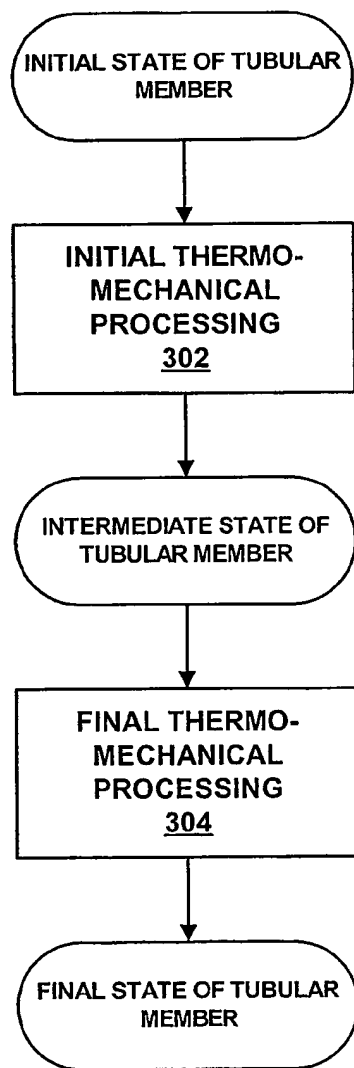 INITIAL STATE OF TUBULAR
MEMBER
INITIAL THERMO-
MECHANICAL
PROCESSING
302
INTERMEDIATE STATE OF
TUBULAR MEMBER
FINAL THERMO-
MECHANICAL
PROCESSING
304
FINAL STATE OF TUBULAR
MEMBER